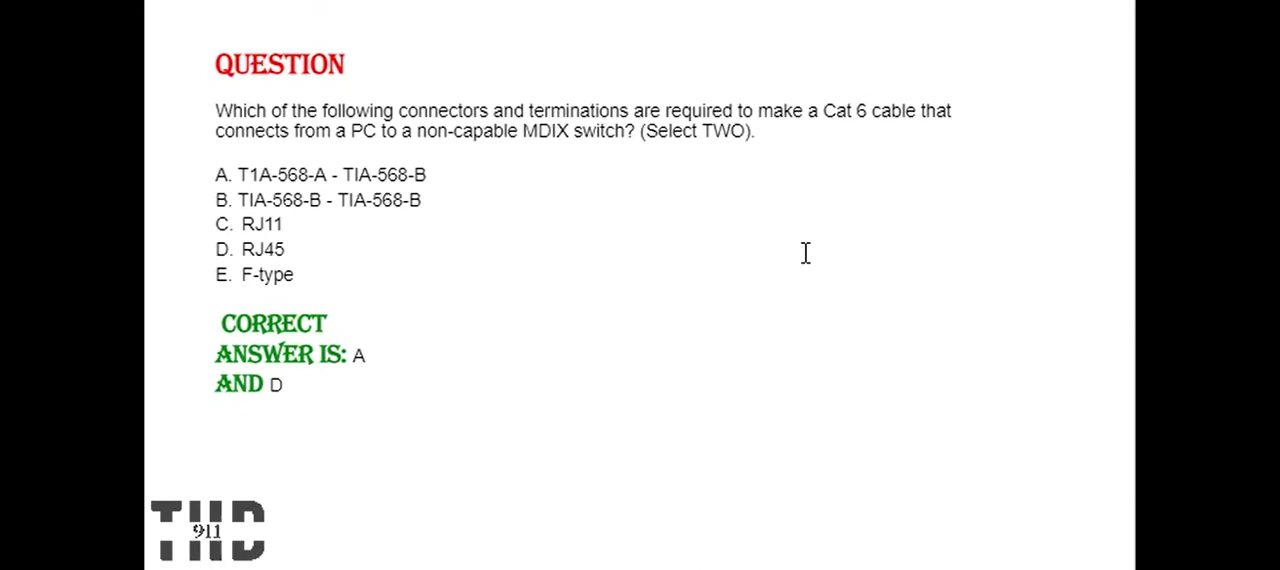 QUESTION
Which of the following connectors and terminations are required to make a Cat 6 cable that
connects from a PC to a non-capable MDIX switch? (Select TWO).
A. T1A-568-A - TIA-568-B
B. TIA-568-B - TIA-568-B
C. RJ11
D. RJ45
E. F-type
CORRECT
ANSWER IS: A
AND D
THD
911